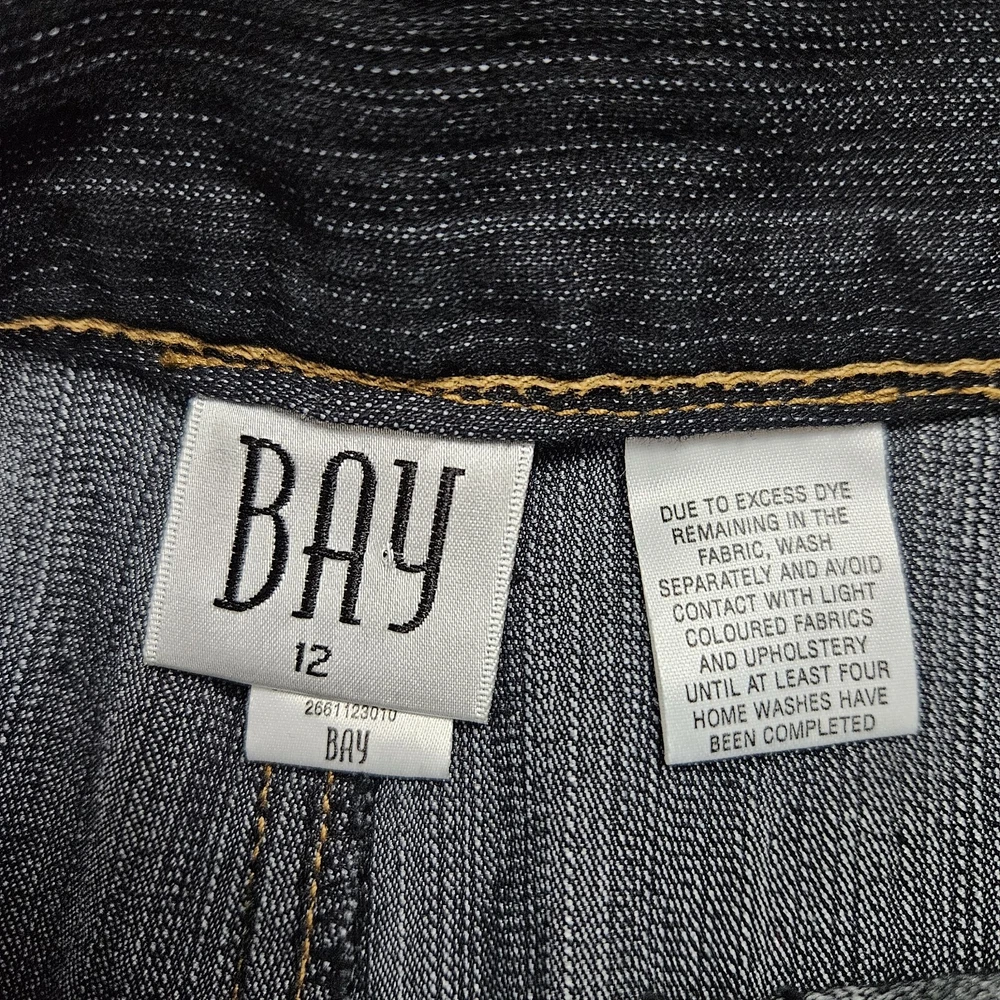 BAY
12
2661123010
BAY
DUE TO EXCESS DYE
REMAINING IN THE
FABRIC, WASH
SEPARATELY AND AVOID
CONTACT WITH LIGHT
COLOURED FABRICS
AND UPHOLSTERY
UNTIL AT LEAST FOUR
HOME WASHES HAVE
BEEN COMPLETED